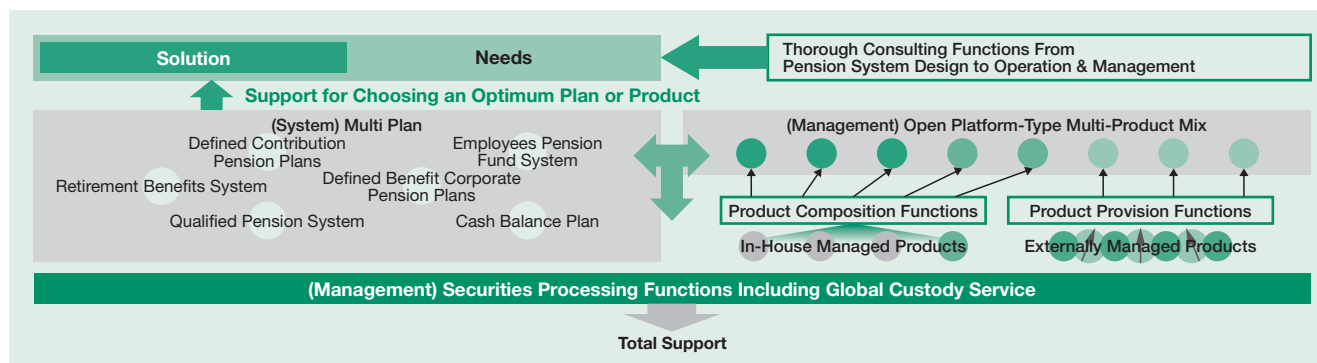 Solution
Needs
Thorough Consulting Functions From
Pension System Design to Operation & Management
Support for Choosing an Optimum Plan or Product
(System) Multi Plan
Defined Contribution
Pension Plans
Employees Pension
Fund System
Retirement Benefits System
Defined Benefit Corporate
Pension Plans
Qualified Pension System
Cash Balance Plan
(Management) Open Platform-Type Multi-Product Mix
Product Composition Functions
Product Provision Functions
In-House Managed Products
Externally Managed Products
(Management) Securities Processing Functions Including Global Custody Service
Total Support